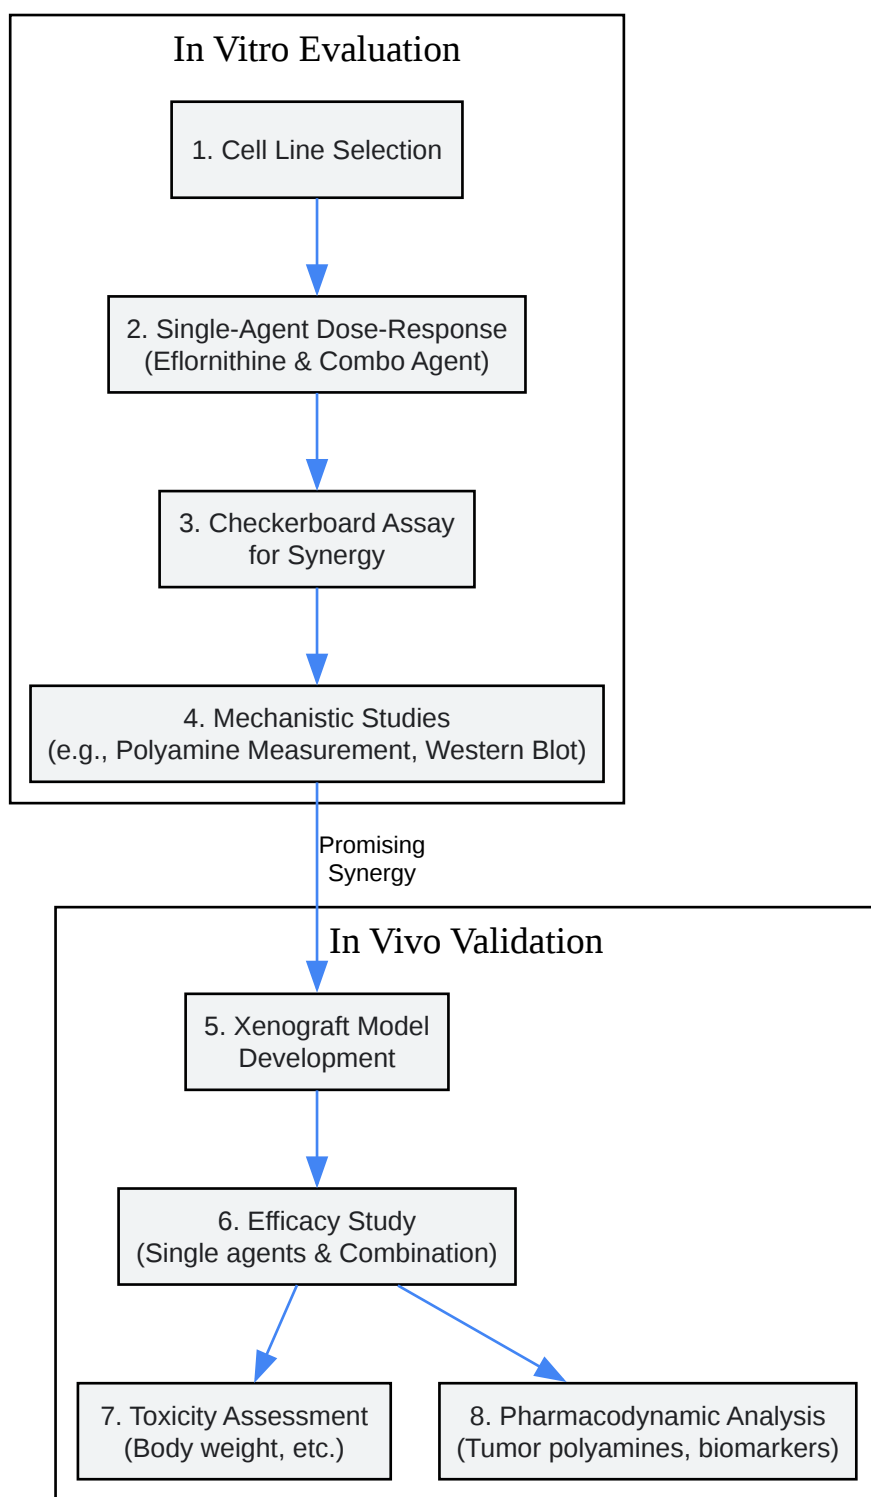 In Vitro Evaluation
1. Cell Line Selection
2. Single-Agent Dose-Response
(Eflornithine & Combo Agent)
3. Checkerboard Assay
for Synergy
4. Mechanistic Studies
(e.g., Polyamine Measurement, Western Blot)
Promising
Synergy
In Vivo Validation
5. Xenograft Model
Development
6. Efficacy Study
(Single agents & Combination)
7. Toxicity Assessment
(Body weight, etc.)
8. Pharmacodynamic Analysis
(Tumor polyamines, biomarkers)